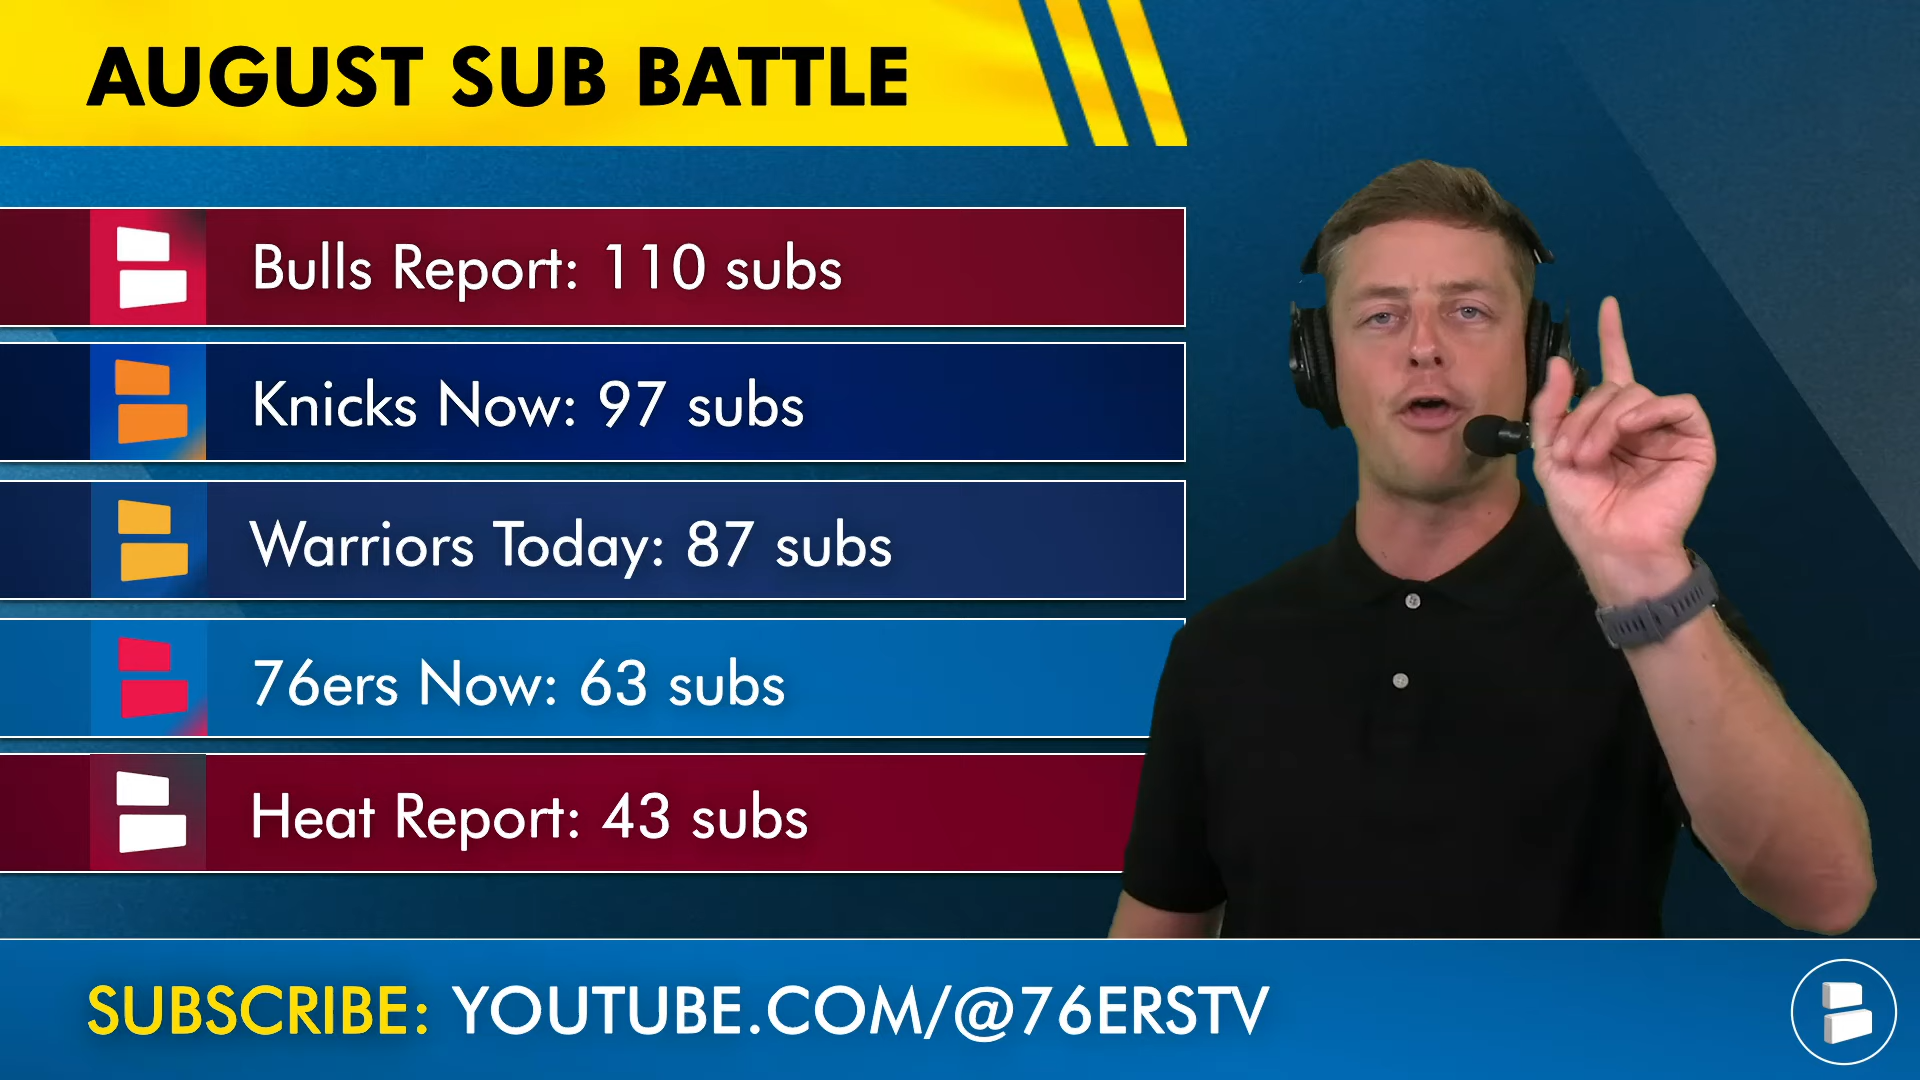 AUGUST SUB BATTLE
Bulls Report: 110 subs
Knicks Now: 97 subs
Warriors Today: 87 subs
76ers Now: 63 subs
Heat Report: 43 subs
SUBSCRIBE: YOUTUBE.COM/@76ERSTV